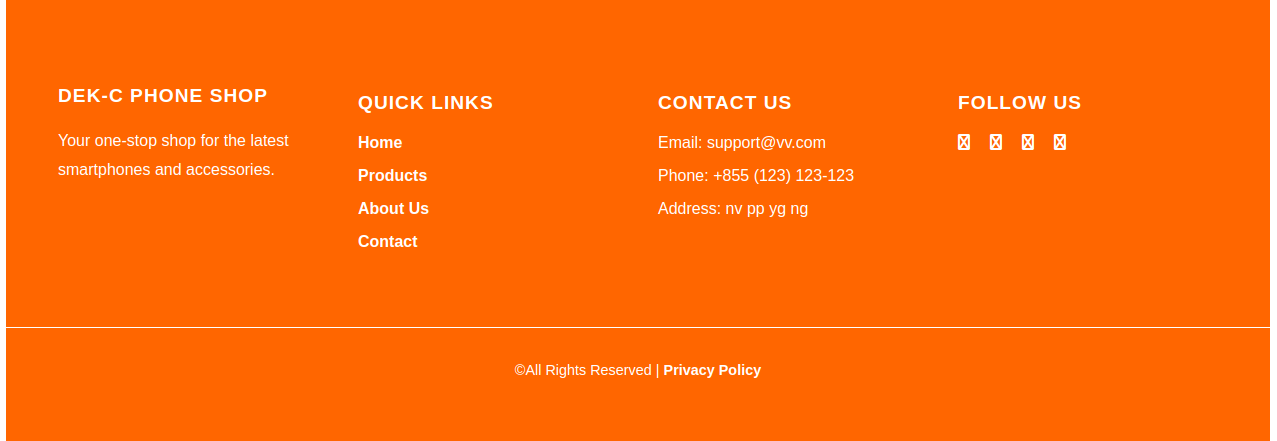 DEK-C PHONE SHOP
Your one-stop shop for the latest
smartphones and accessories.
QUICK LINKS
Home
Products
About Us
Contact
CONTACT US
Email: support@vv.com
Phone: +855 (123) 123-123
Address: nv pp yg ng
FOLLOW US
©All Rights Reserved | Privacy Policy